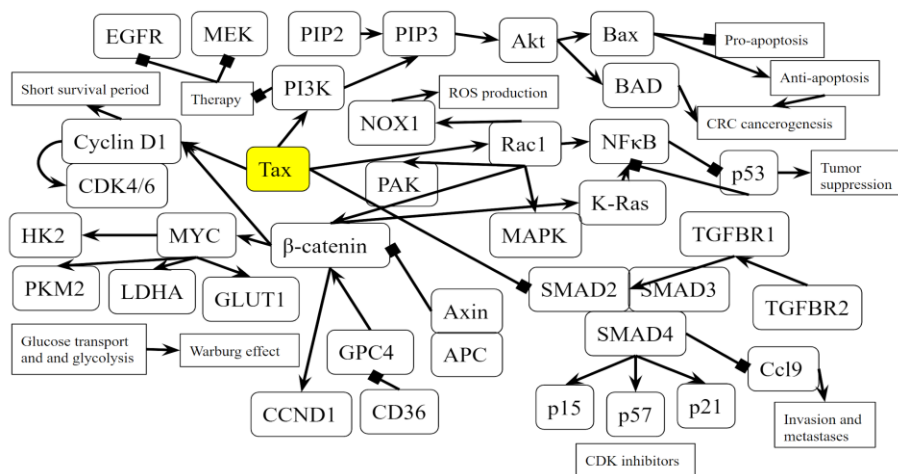 EGFR
MEK
PIP2
PIP3
Akt
Bax
Pro-apoptosis
Short survival period
Therapy
PI3K
ROS production
BAD
Anti-apoptosis
NOX1
CRC cancerogenesis
Cyclin D1
Rac1
NFκB
Tax
p53
Tumor
suppression
CDK4/6
PAK
K-Ras
HK2
MYC
β-catenin
MAPK
TGFBR1
PKM2
LDHA
GLUT1
SMAD2
SMAD3
TGFBR2
Axin
SMAD4
Glucose transport
and and glycolysis
Warburg effect
GPC4
APC
Ccl9
CCND1
CD36
p15
p57
p21
Invasion and
metastases
CDK inhibitors